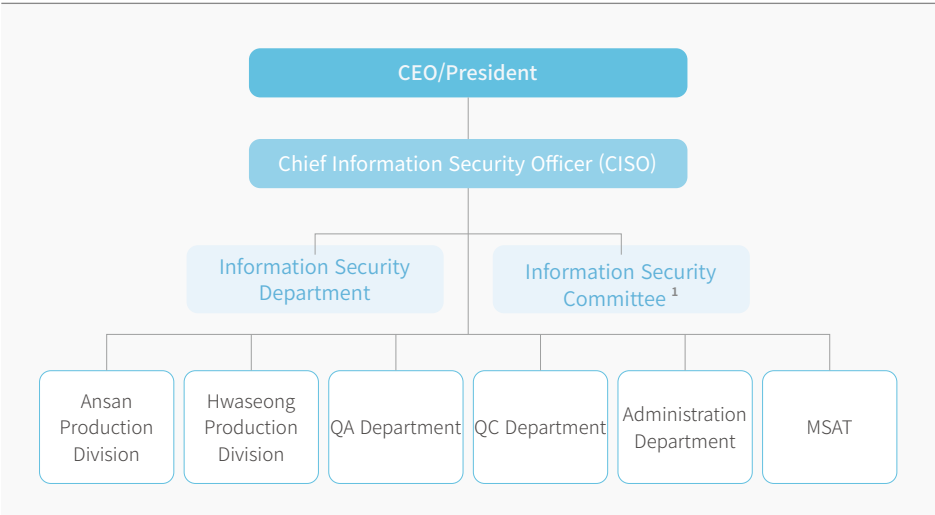 CEO/President
Chief Information Security Officer (CISO)
Information Security
Department
Information Security
Committee 1
Ansan
Production
Division
Hwaseong
Production
Division
QA Department
QC Department
Administration
Department
MSAT